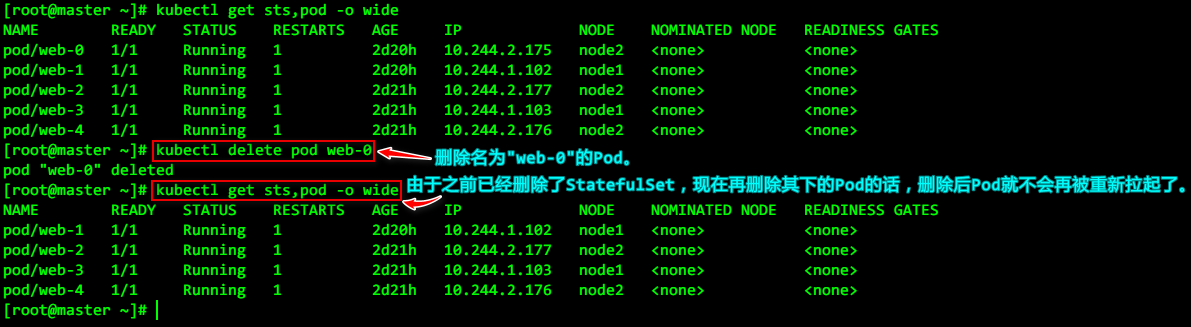 [root@master ~]# kubectl get sts,pod -o wide
NAME READY STATUS RESTARTS AGE IP NODE NOMINATED NODE READINESS GATES
pod/web-0 1/1 Running 1 2d20h 10.244.2.175 node2 <none> <none>
pod/web-1 1/1 Running 1 2d20h 10.244.1.102 node1 <none> <none>
pod/web-2 1/1 Running 1 2d21h 10.244.2.177 node2 <none> <none>
pod/web-3 1/1 Running 1 2d21h 10.244.1.103 node1 <none> <none>
pod/web-4 1/1 Running 1 2d21h 10.244.2.176 node2 <none> <none>
[root@master ~]# kubectl delete pod web-0 删除名为"web-0"的Pod。
pod "web-0" deleted
[root@master ~]# kubectl get sts,pod -o wide 由于之前已经删除了StatefulSet，现在再删除其下的Pod的话，删除后Pod就不会再被重新拉起了。
NAME READY STATUS RESTARTS AGE IP NODE NOMINATED NODE READINESS GATES
pod/web-1 1/1 Running 1 2d20h 10.244.1.102 node1 <none> <none>
pod/web-2 1/1 Running 1 2d21h 10.244.2.177 node2 <none> <none>
pod/web-3 1/1 Running 1 2d21h 10.244.1.103 node1 <none> <none>
pod/web-4 1/1 Running 1 2d21h 10.244.2.176 node2 <none> <none>
[root@master ~]#